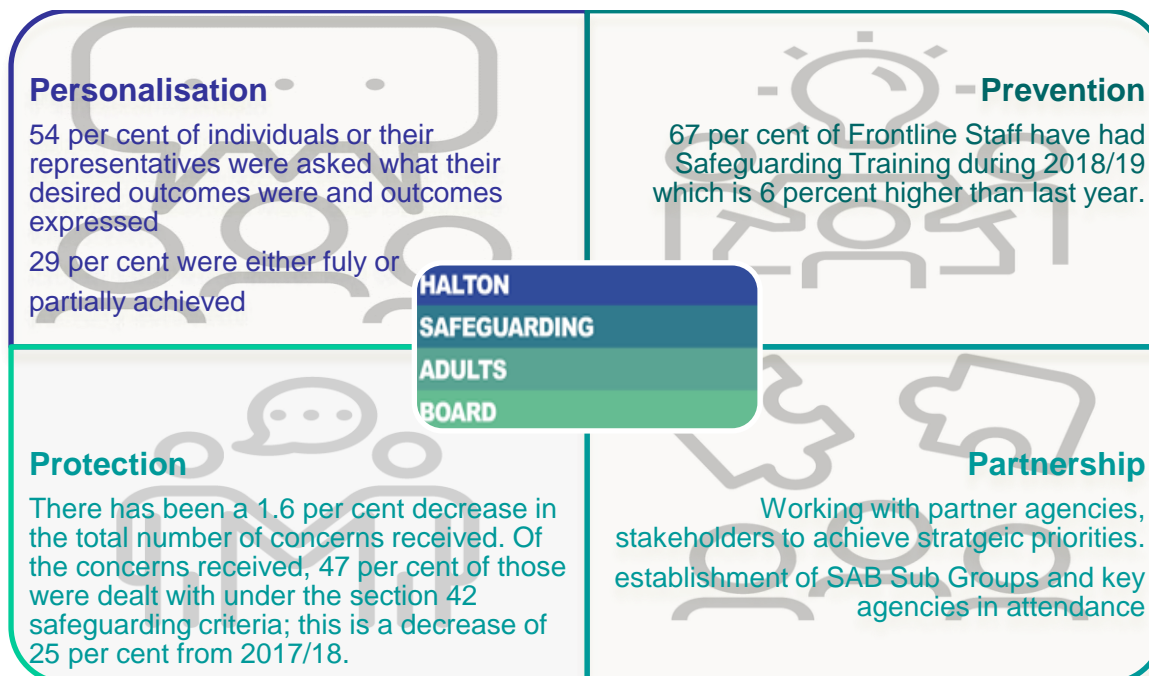 Personalisation
54 per cent of individuals or their
representatives were asked what their
desired outcomes were and outcomes
expressed
29 per cent were either fuly or
partially achieved
Prevention
67 per cent of Frontline Staff have had
Safeguarding Training during 2018/19
which is 6 percent higher than last year.
HALTON
SAFEGUARDING
ADULTS
BOARD
Protection
There has been a 1.6 per cent decrease in
the total number of concerns received. Of
the concerns received, 47 per cent of those
were dealt with under the section 42
safeguarding criteria; this is a decrease of
25 per cent from 2017/18.
Partnership
Working with partner agencies,
stakeholders to achieve stratgeic priorities.
establishment of SAB Sub Groups and key
agencies in attendance